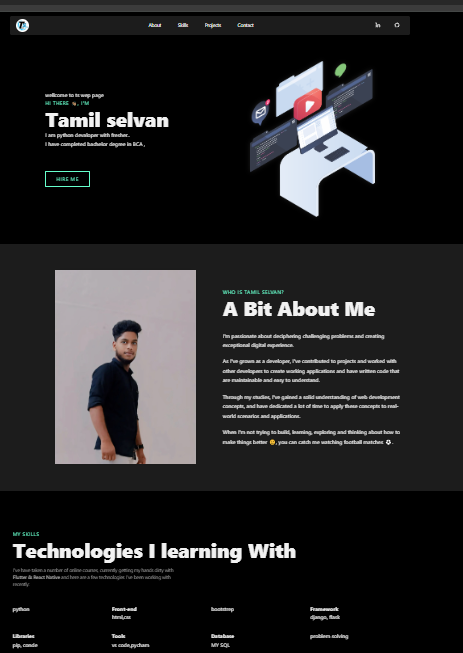 About Skills Projects Contact
wellcome to ts wep page
HI THERE 👋, I'M
Tamil selvan
I am python developer with fresher..
I have completed bachelor degree in BCA ,
HIRE ME
WHO IS TAMIL SELVAN?
A Bit About Me
I'm passionate about deciphering challenging problems and creating
exceptional digital experience.
As I've grown as a developer, I've contributed to projects and worked with
other developers to create working applications and have written code that
are maintainable and easy to understand.
Through my studies, I've gained a solid understanding of web development
concepts, and have dedicated a lot of time to apply these concepts to real-
world scenarios and applications.
When I'm not trying to build, learning, exploring and thinking about how to
make things better 😃, you can catch me watching football matches ⚽.
MY SKILLS
Technologies I learning With
I've have taken a number of online courses, currently getting my hands dirty with
Flutter & React Native and here are a few technologies I've been working with
recently:
python Front-end bootstrep Framework
html,css django, flask
Libraries Tools Database problem solving
pip, conde vs code,pycham MY SQL